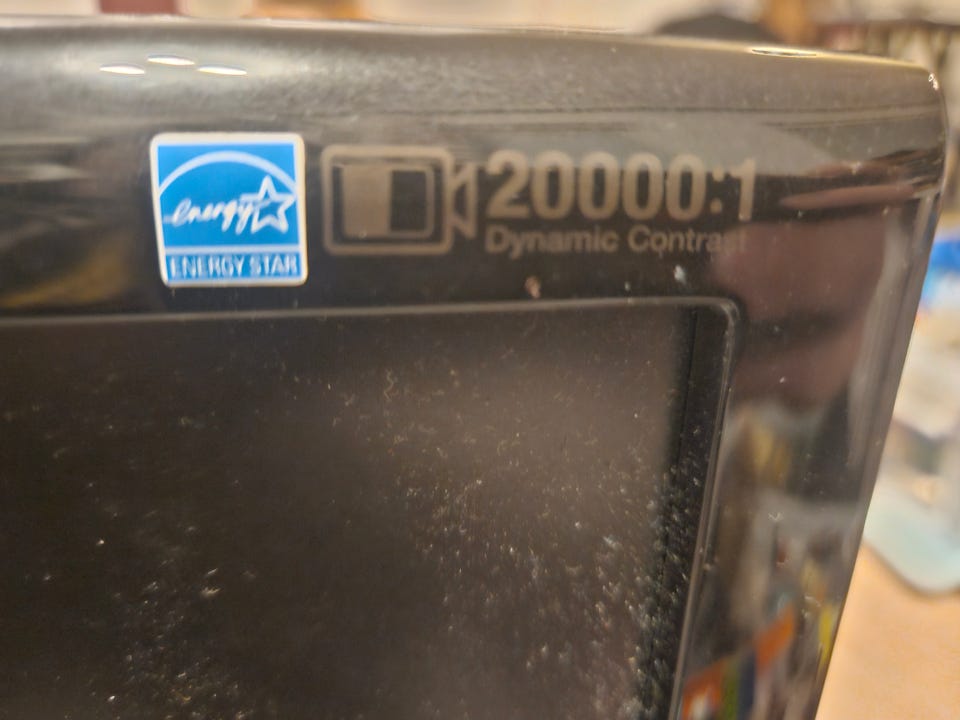 energy
ENERGY STAR
20000:1
Dynamic Contrast